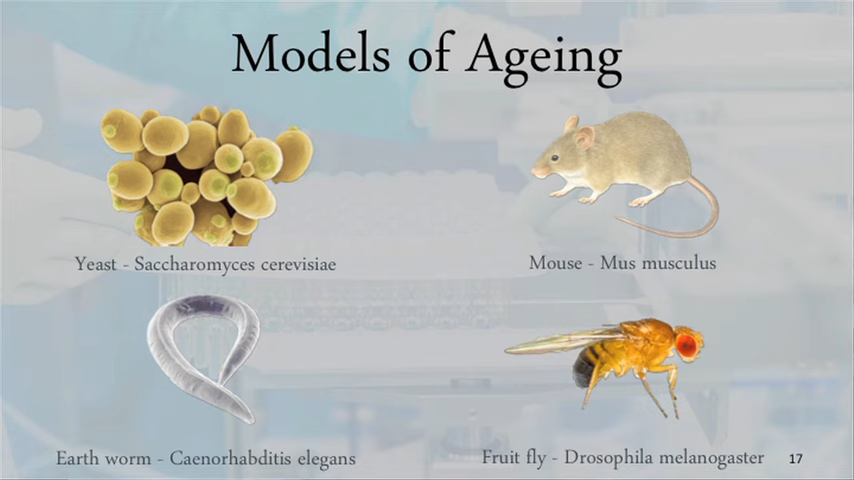 Models of Ageing
Yeast - Saccharomyces cerevisiae
Mouse - Mus musculus
Earth worm - Caenorhabditis elegans
Fruit fly - Drosophila melanogaster
17